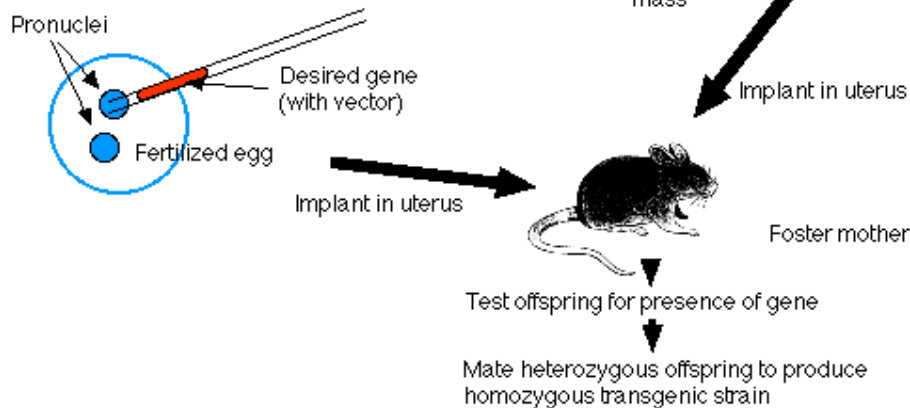 mass
Pronuclei
Desired gene
(with vector)
Implant in uterus
Fertilized egg
Implant in uterus
Foster mother
Test offspring for presence of gene
Mate heterozygous offspring to produce
homozygous transgenic strain